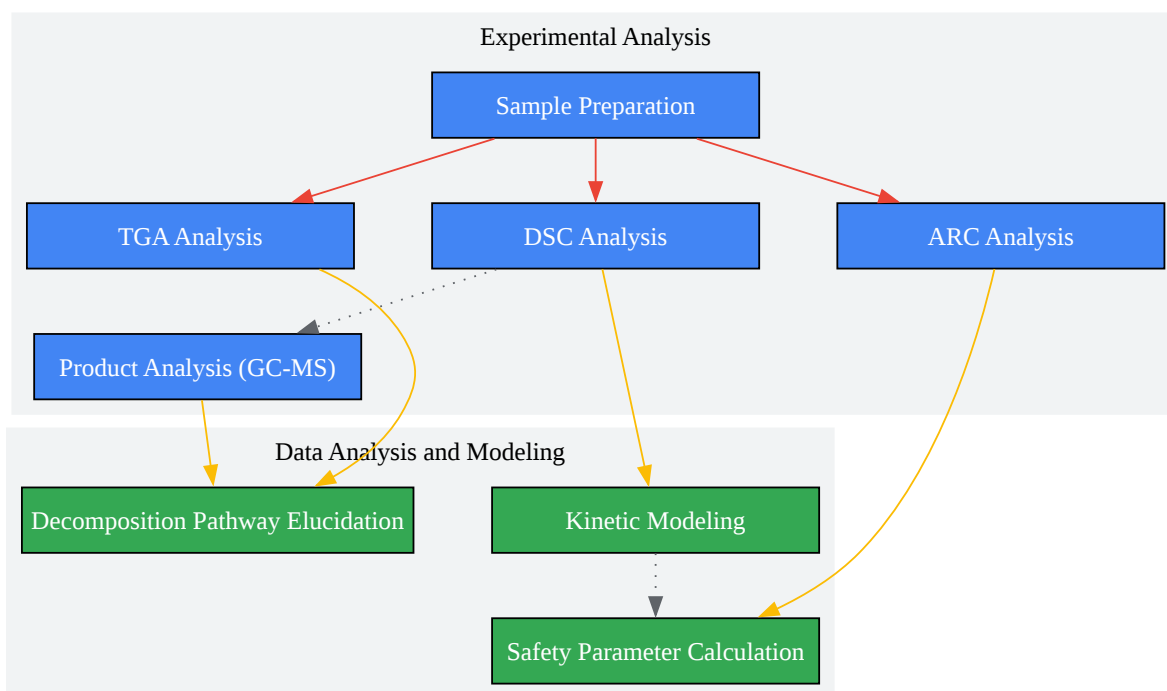 Experimental Analysis
Sample Preparation
TGA Analysis
DSC Analysis
ARC Analysis
Product Analysis (GC-MS)
Data Analysis and Modeling
Decomposition Pathway Elucidation
Kinetic Modeling
Safety Parameter Calculation